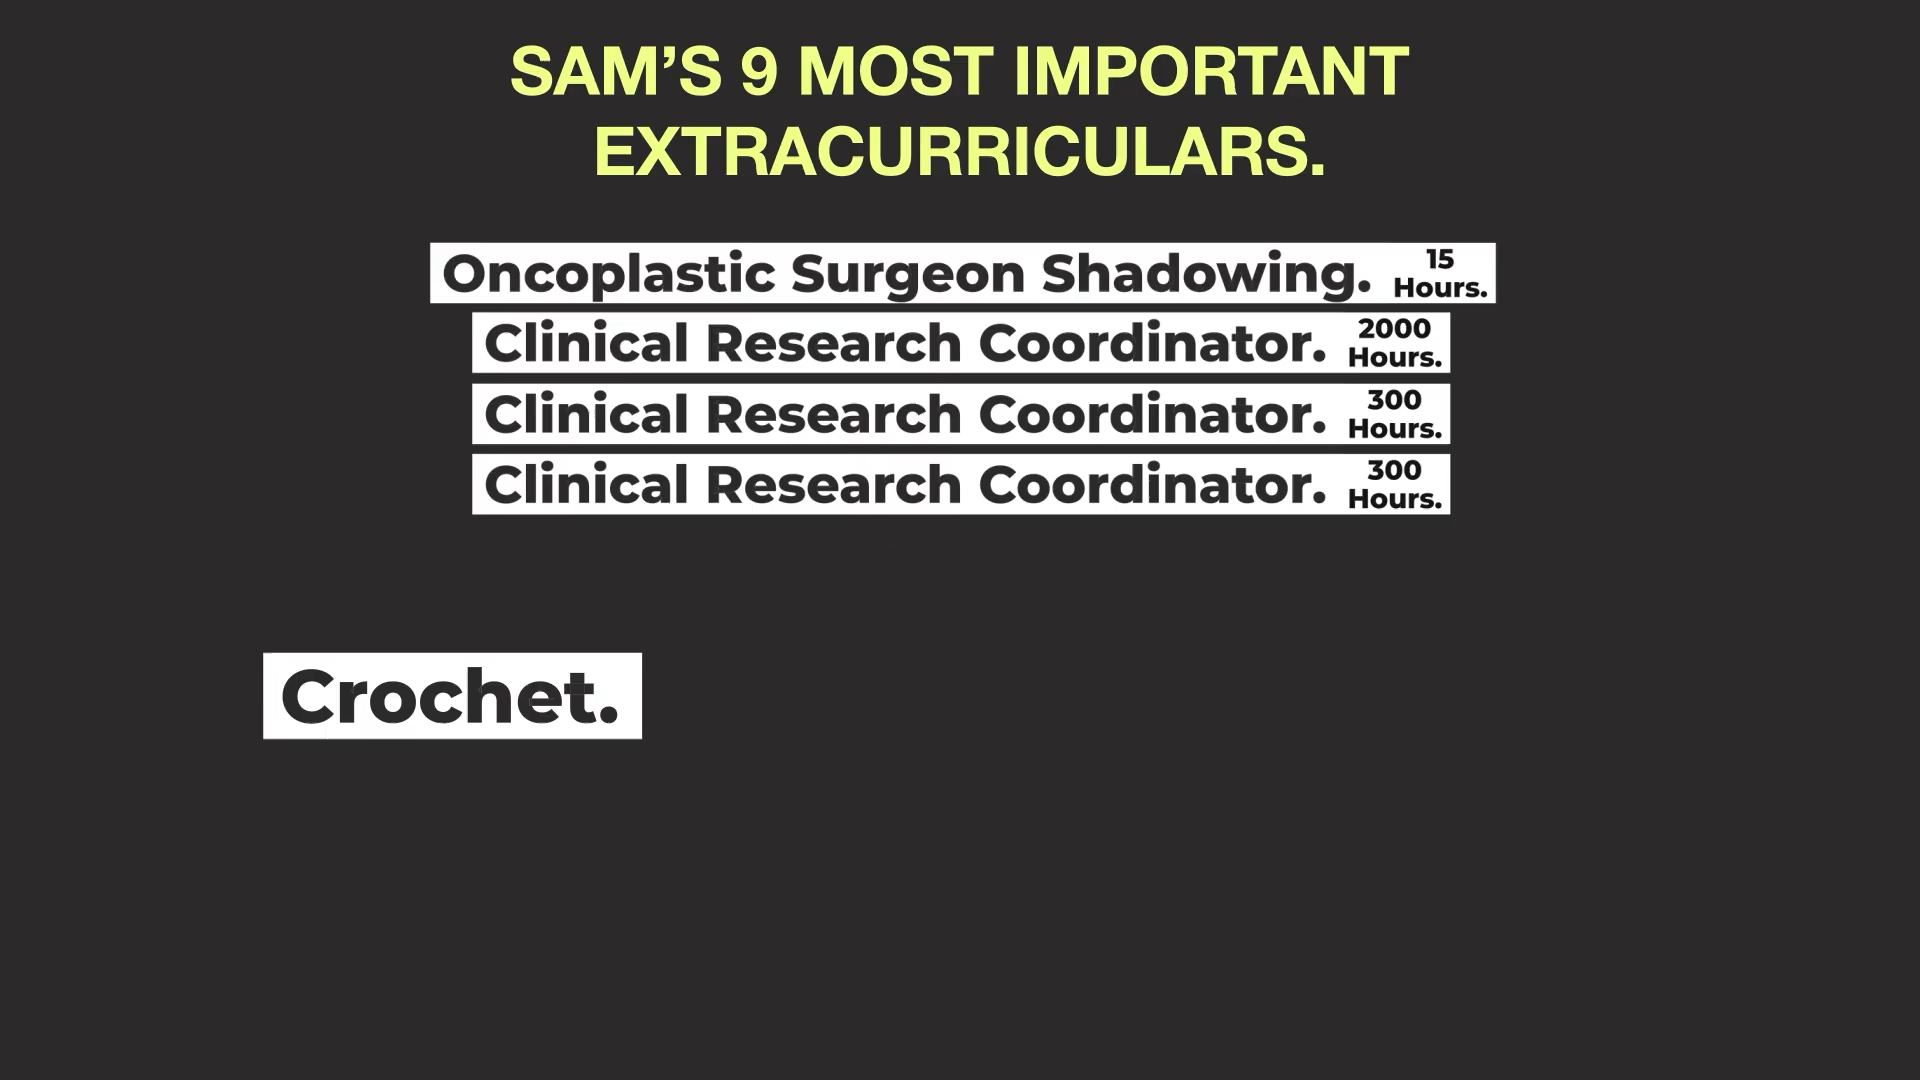 SAM’S 9 MOST IMPORTANT
EXTRACURRICULARS.
Oncoplastic Surgeon Shadowing. 15 Hours.
Clinical Research Coordinator. 2000 Hours.
Clinical Research Coordinator. 300 Hours.
Clinical Research Coordinator. 300 Hours.
Crochet.